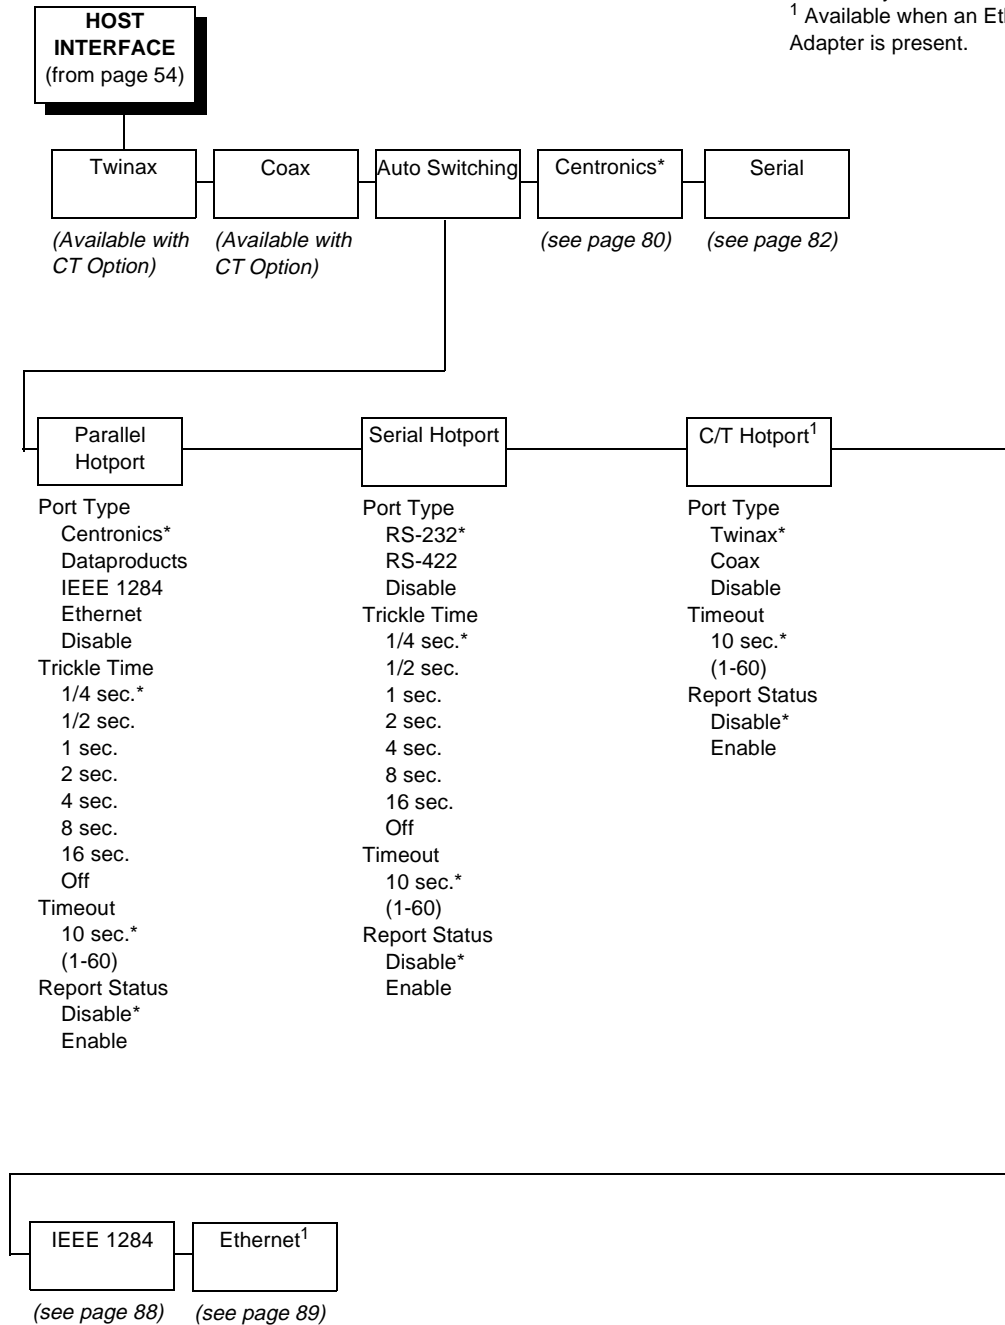 HOST
INTERFACE
(from page 54)
1 Available when an
Adapter is present.
Twinax
Coax
Auto Switching
Centronics*
Serial
(Available with
CT Option)
(Available with
CT Option)
(see page 80)
(see page 82)
Parallel
Hotport
Port Type
Centronics*
Dataproducts
IEEE 1284
Ethernet
Disable
Trickle Time
1/4 sec.*
1/2 sec.
1 sec.
2 sec.
4 sec.
8 sec.
16 sec.
Off
Timeout
10 sec.*
(1-60)
Report Status
Disable*
Enable
Serial Hotport
Port Type
RS-232*
RS-422
Disable
Trickle Time
1/4 sec.*
1/2 sec.
1 sec.
2 sec.
4 sec.
8 sec.
16 sec.
Off
Timeout
10 sec.*
(1-60)
Report Status
Disable*
Enable
C/T Hotport1
Port Type
Twinax*
Coax
Disable
Timeout
10 sec.*
(1-60)
Report Status
Disable*
Enable
IEEE 1284
Ethernet1
(see page 88)
(see page 89)